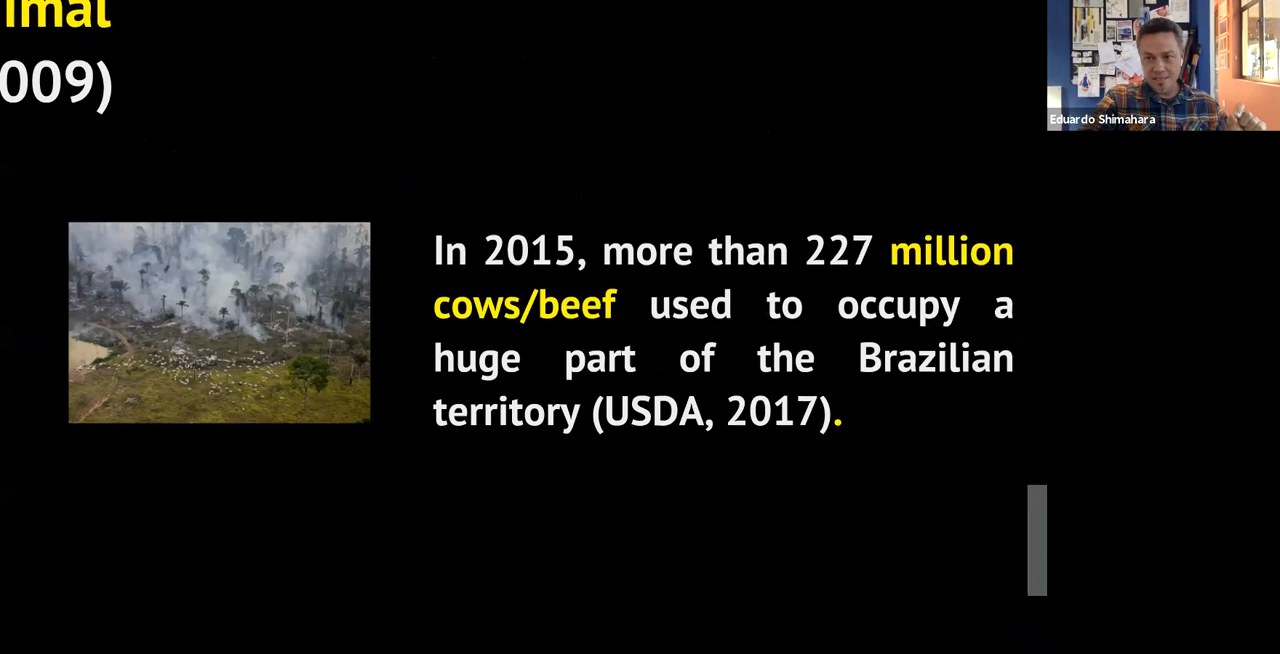 imal
009)
Eduardo Shimahara
In 2015, more than 227 million
cows/beef used to occupy a
huge part of the Brazilian
territory (USDA, 2017).